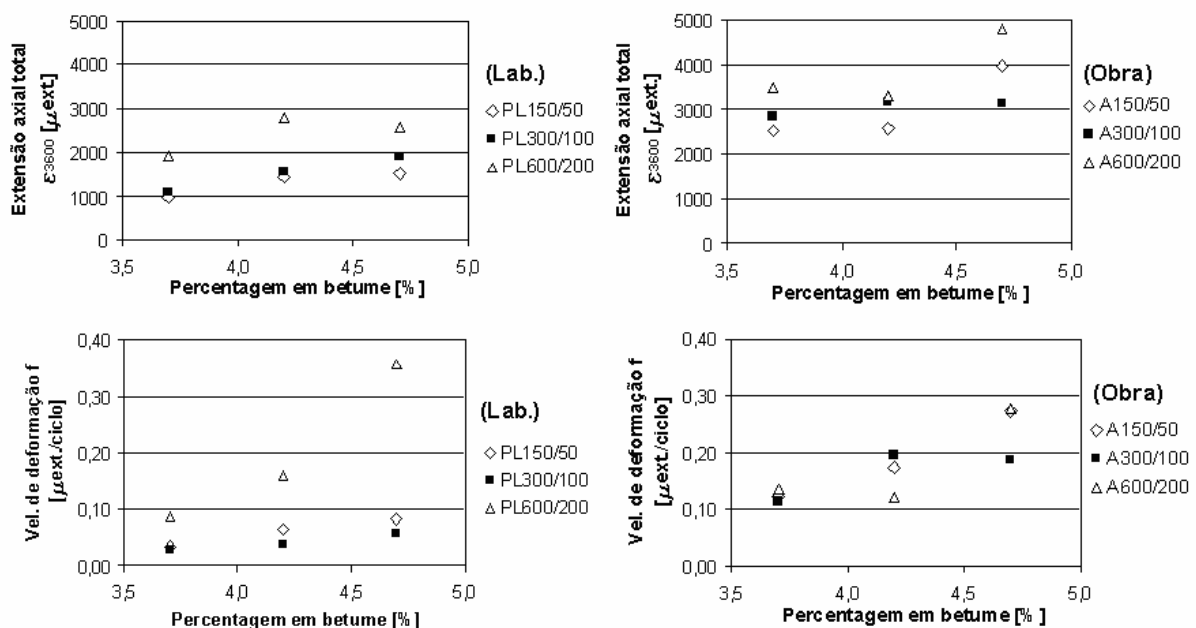 Extensão axial total
ε3600 [μext.]
5000
4000
3000
2000
1000
0
3,5
4,0
4,5
5,0
Percentagem em betume [%]
(Lab.)
PL150/50
PL300/100
PL600/200
Extensão axial total
ε3600 [μext.]
5000
4000
3000
2000
1000
0
3,5
4,0
4,5
5,0
Percentagem em betume [%]
(Obra)
A150/50
A300/100
A600/200
Vel. de deformação f
[μext./ciclo]
0,40
0,30
0,20
0,10
0,00
3,5
4,0
4,5
5,0
Percentagem em betume [%]
(Lab.)
PL150/50
PL300/100
PL600/200
Vel. de deformação f
[μext./ciclo]
0,40
0,30
0,20
0,10
0,00
3,5
4,0
4,5
5,0
Percentagem em betume [%]
(Obra)
A150/50
A300/100
A600/200